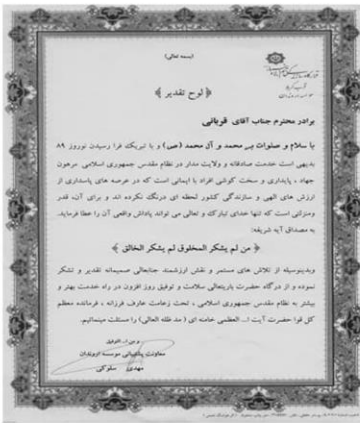 (بسمه تعالی)
لوح تقدیر
برادر محترم جناب آقای قربانی
با سلام و صلوات بر محمد و آل محمد (ص) و با تبریک فرا رسیدن نوروز ۸۹
بدیهی است خدمت صادقانه و ولایت مدار در نظام مقدس جمهوری اسلامی مرهون
جهاد ، پایداری و سخت کوشی افراد با ایمانی است که در عرصه های پاسداری از
ارزش های الهی و سازندگی کشور لحظه ای درنگ نکرده اند و برای آن، قدر
ومنزلتی است که تنها خدای تبارک و تعالی می تواند پاداش واقعی آن را عطا فرماید.
به مصداق آیه شریفه:
من لم یشکر المخلوق لم یشکر الخالق
وبدینوسیله از تلاش های مستمر و نقش ارزشمند جنابعالی صمیمانه تقدیر و تشکر
نموده و از درگاه حضرت باریتعالی سلامت و توفیق روز افزون در راه خدمت بهتر و
بیشتر به نظام مقدس جمهوری اسلامی ، تحت زعامت عارف فرزانه ، فرمانده معظم
کل قوا حضرت آیت ا... العظمی خامنه ای ( مد ظله العالی) را مسئلت مینمائیم.
و من ا... التوفیق
معاونت پشتیبانی موسسه
مهدی سلوکی